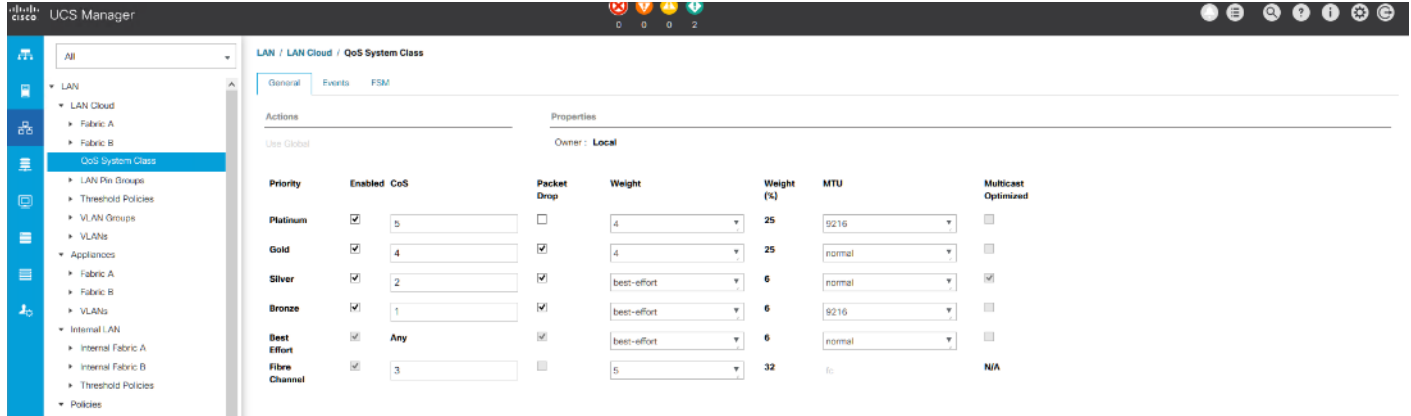 cisco UCS Manager
0 0 0 2
All
LAN
LAN Cloud
Fabric A
Fabric B
QoS System Class
LAN Pin Groups
Threshold Policies
VLAN Groups
VLANs
Appliances
Fabric A
Fabric B
VLANs
Internal LAN
Internal Fabric A
Internal Fabric B
Threshold Policies
Policies
LAN / LAN Cloud / QoS System Class
General Events FSM
Actions
Use Global
Properties
Owner : Local
Priority Enabled CoS Packet Drop Weight Weight (%) MTU Multicast Optimized
Platinum 5 4 25 9216
Gold 4 4 25 normal
Silver 2 best-effort 6 normal
Bronze 1 best-effort 6 9216
Best Effort Any best-effort 6 normal
Fibre Channel 3 5 32 fc N/A